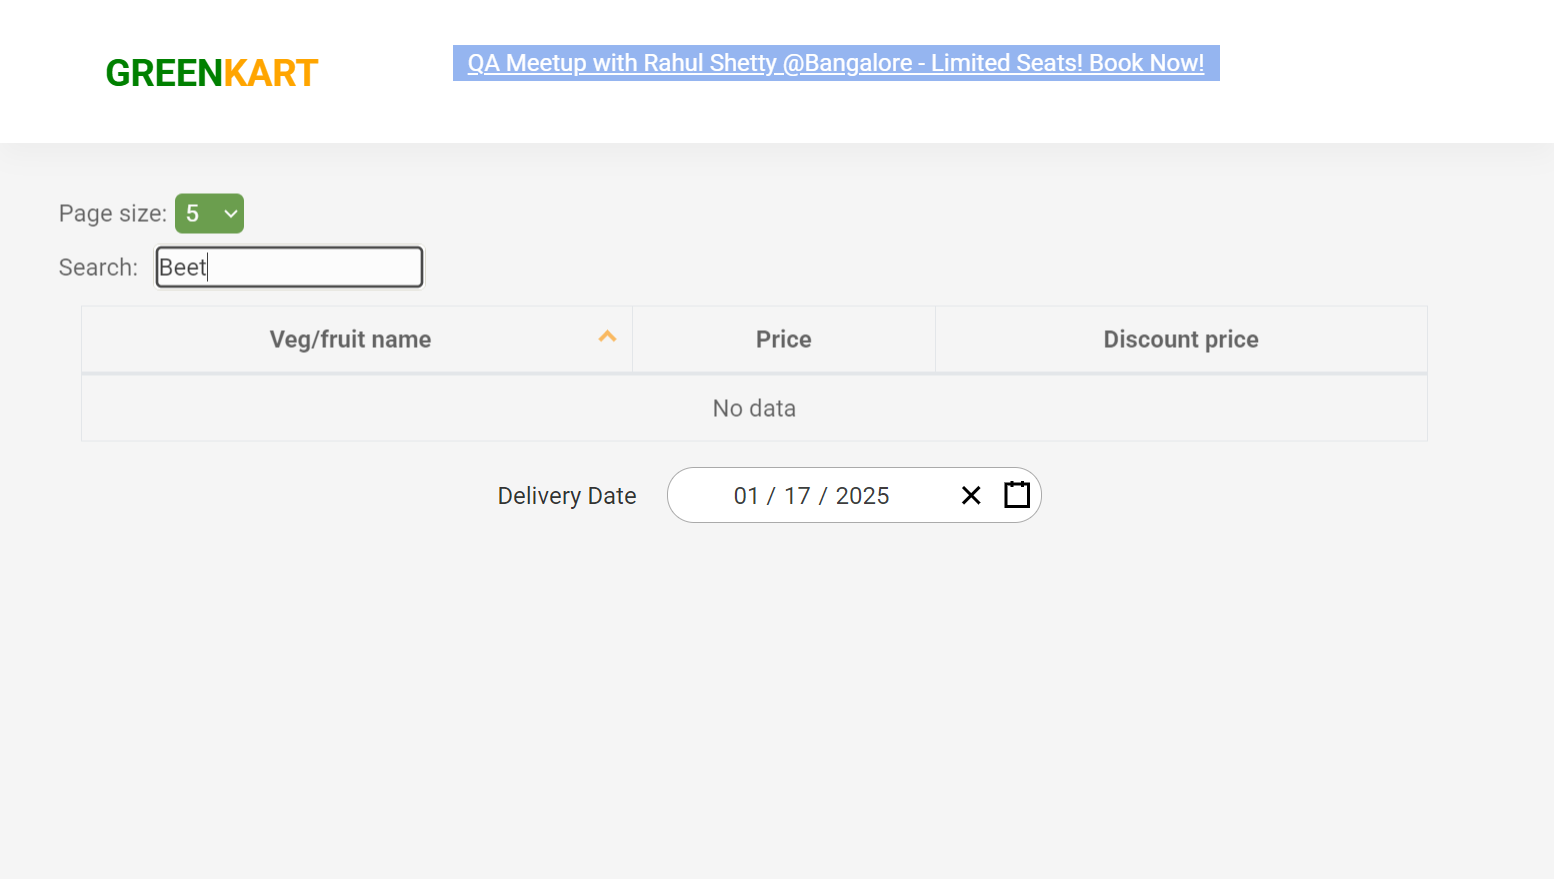 GREENKART
QA Meetup with Rahul Shetty @Bangalore - Limited Seats! Book Now!
Page size: 5
Search: Beet
Veg/fruit name Price Discount price
No data
Delivery Date 01 / 17 / 2025